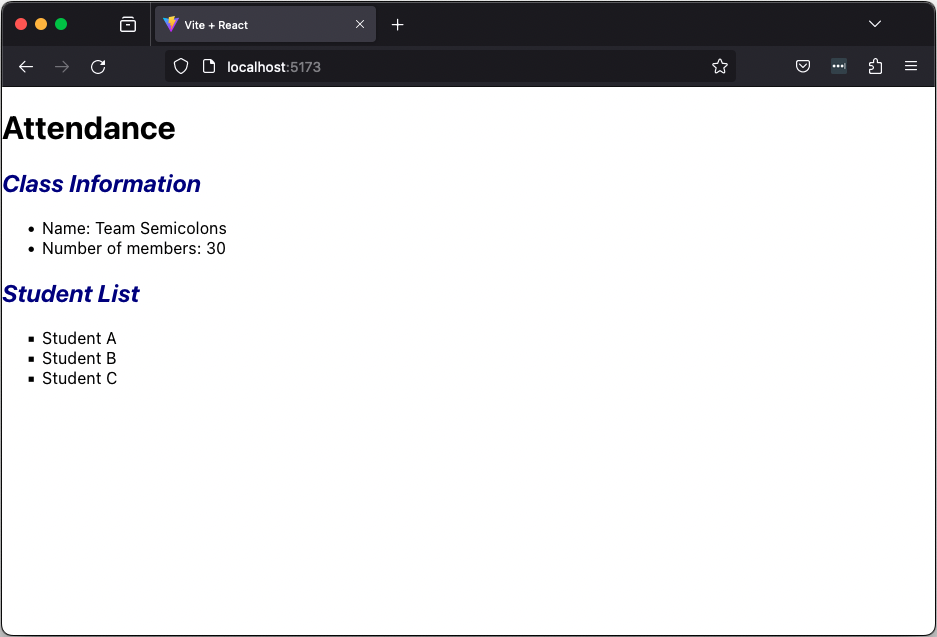 Vite + React
localhost:5173
Attendance
Class Information
Name: Team Semicolons
Number of members: 30
Student List
Student A
Student B
Student C